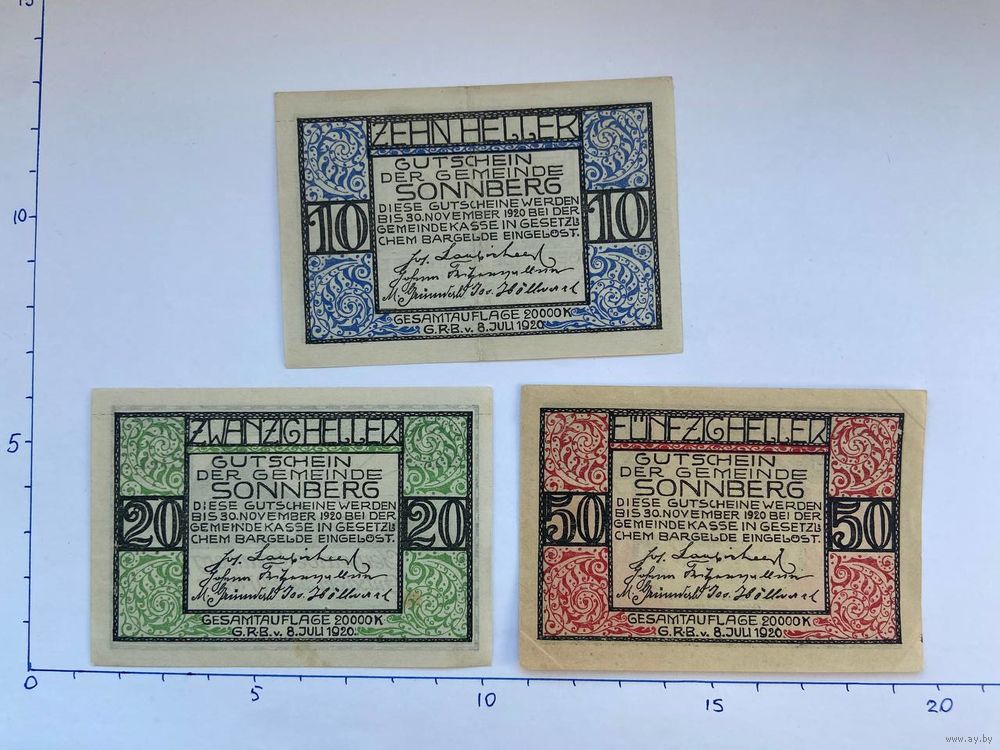 15
10
5
0
5
10
15
20
ZEHN HELLER
GUTSCHEIN
DER GEMEINDE
SONNBERG
DIESE GUTSCHEINE WERDEN
BIS 30. NOVEMBER 1920 BEI DER
GEMEINDEKASSE IN GESETZLI
CHEM BARGELDE EINGELÖST.
10
10
GESAMTAUFLAGE 20000 K
G.R.B. v. 8. JULI 1920
ZWANZIG HELLER
GUTSCHEIN
DER GEMEINDE
SONNBERG
DIESE GUTSCHEINE WERDEN
BIS 30. NOVEMBER 1920 BEI DER
GEMEINDEKASSE IN GESETZLI
CHEM BARGELDE EINGELÖST.
20
20
GESAMTAUFLAGE 20000 K
G.R.B. v. 8. JULI 1920
FÜNFZIG HELLER
GUTSCHEIN
DER GEMEINDE
SONNBERG
DIESE GUTSCHEINE WERDEN
BIS 30. NOVEMBER 1920 BEI DER
GEMEINDEKASSE IN GESETZLI
CHEM BARGELDE EINGELÖST.
50
50
GESAMTAUFLAGE 20000 K
G.R.B. v. 8. JULI 1920
www.ay.by